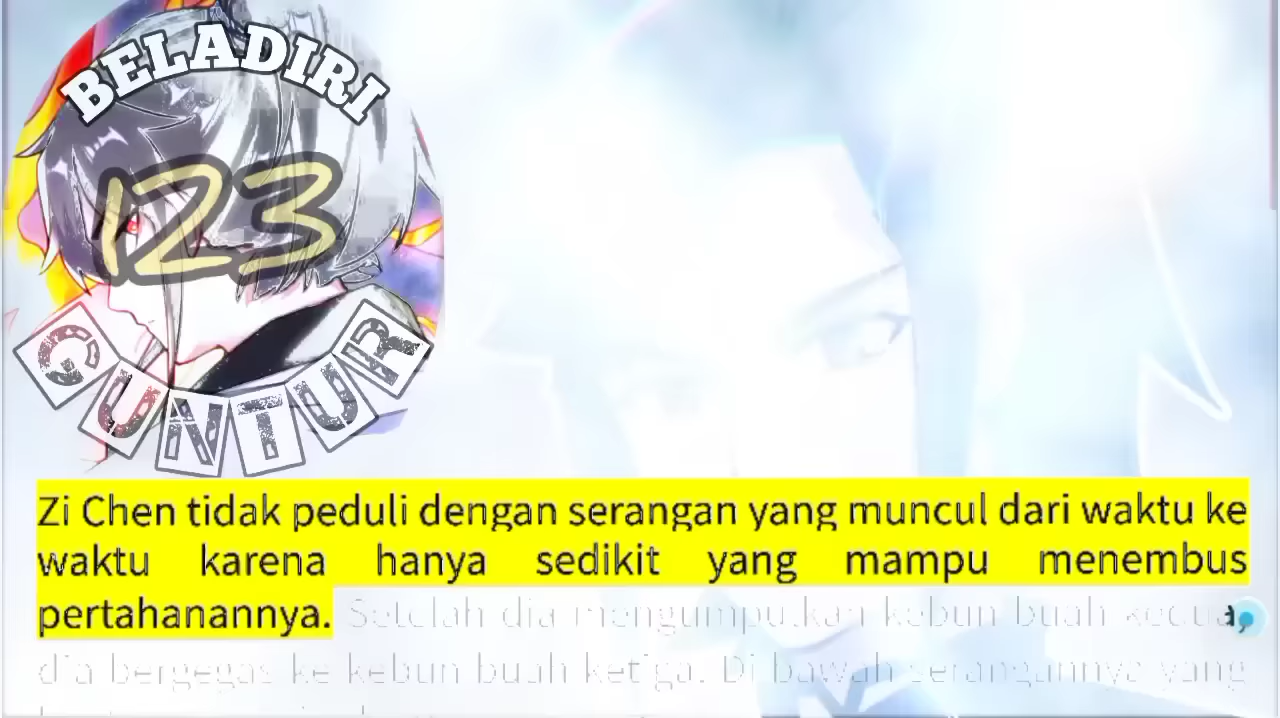 BELADIRI
123
GUNTUR
Zi Chen tidak peduli dengan serangan yang muncul dari waktu ke
waktu karena hanya sedikit yang mampu menembus
pertahanannya. Setelah dia mengumpulkan kebun buah kedua,
dia bergegas ke kebun buah ketiga. Di bawah serangannya yang